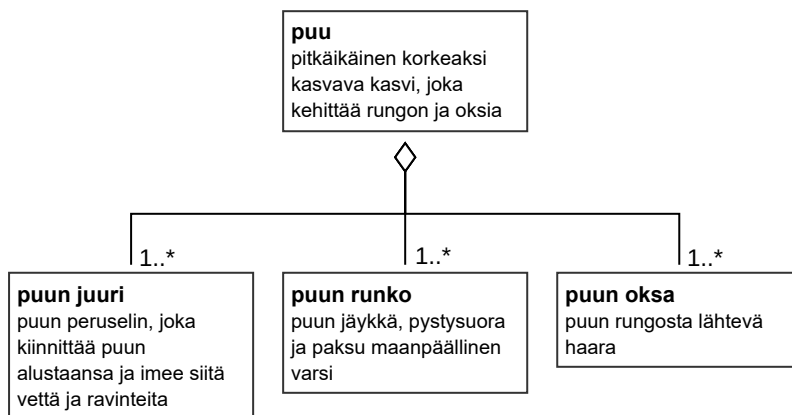 puu
pitkäikäinen korkeaksi
kasvava kasvi, joka
kehittää rungon ja oksia
1..*
1..*
1..*
puun juuri
puun peruselin, joka
kiinnittää puun
alustaansa ja imee siitä
vettä ja ravinteita
puun runko
puun jäykkä, pystysuora
ja paksu maanpäällinen
varsi
puun oksa
puun rungosta lähtevä
haara